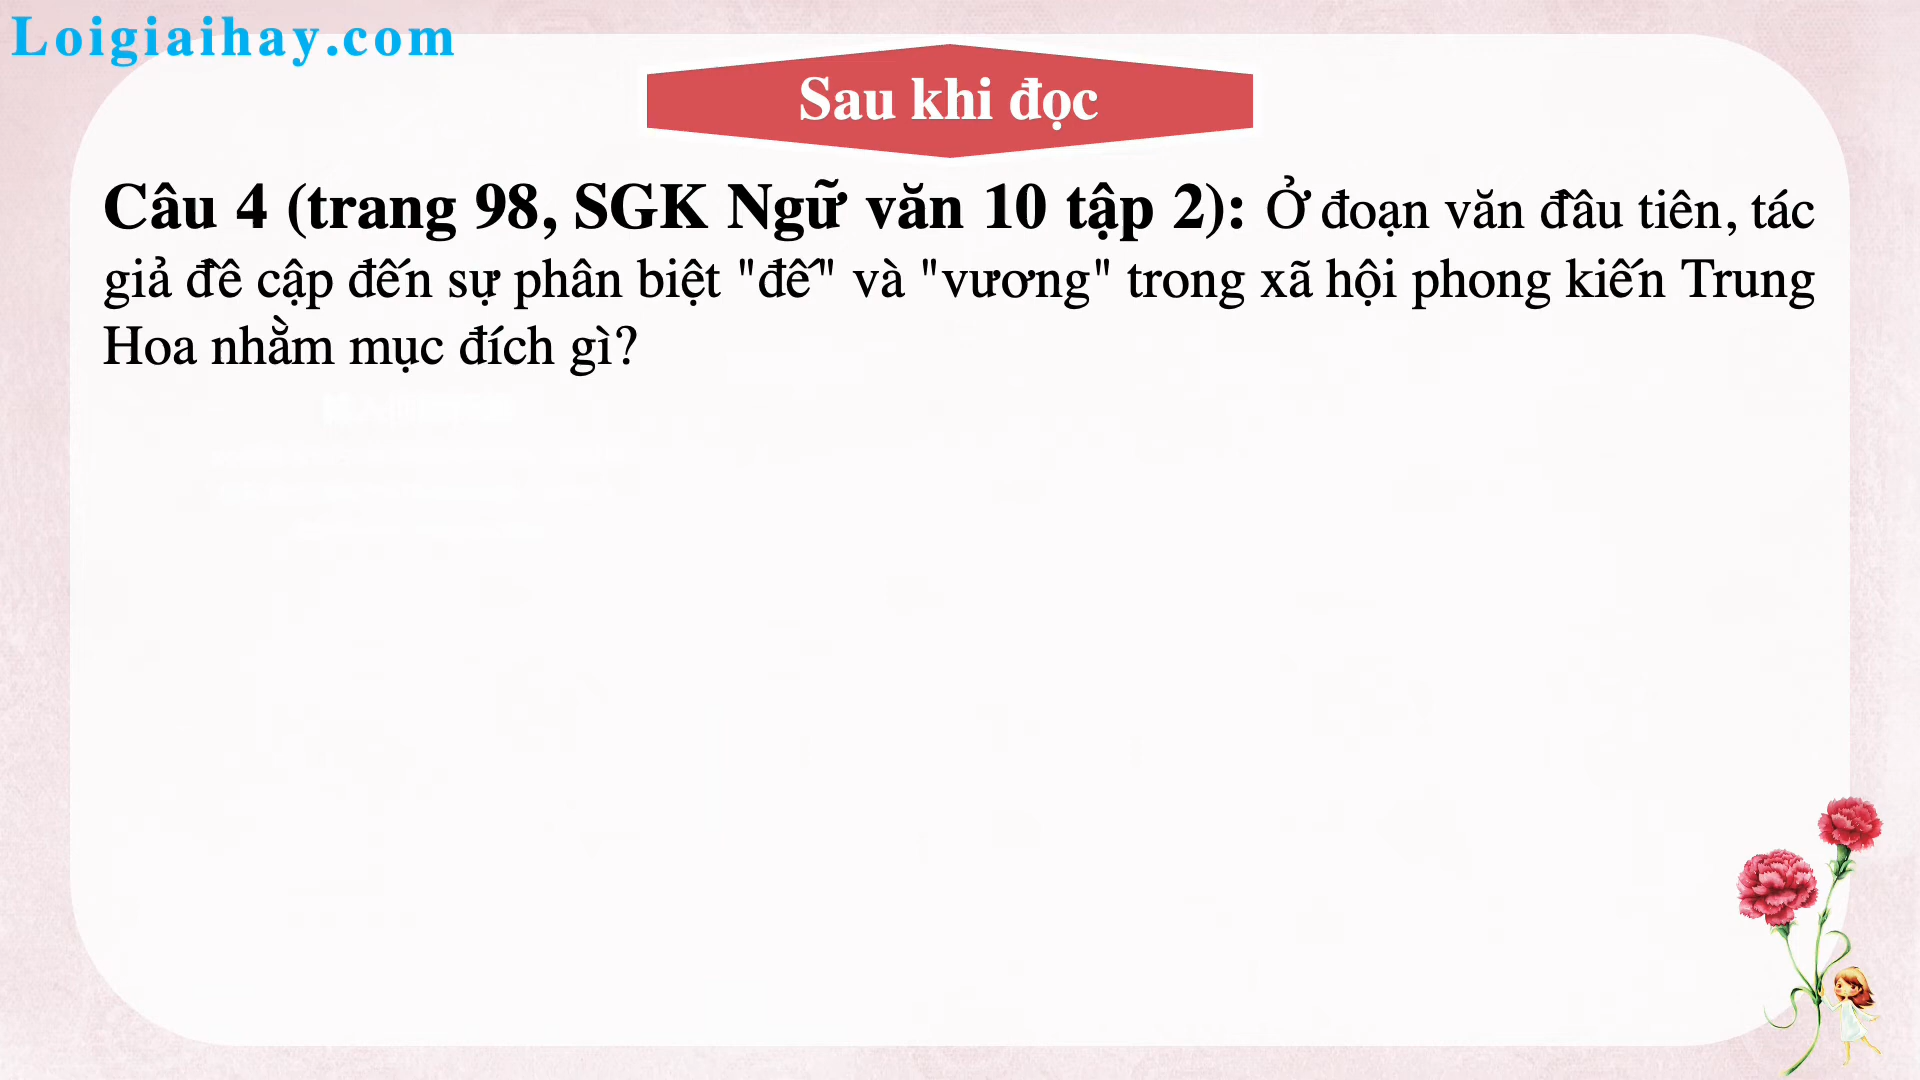 Loigiaihay.com
Sau khi đọc
Câu 4 (trang 98, SGK Ngữ văn 10 tập 2): Ở đoạn văn đầu tiên, tác
giả đề cập đến sự phân biệt "đế" và "vương" trong xã hội phong kiến Trung
Hoa nhằm mục đích gì?